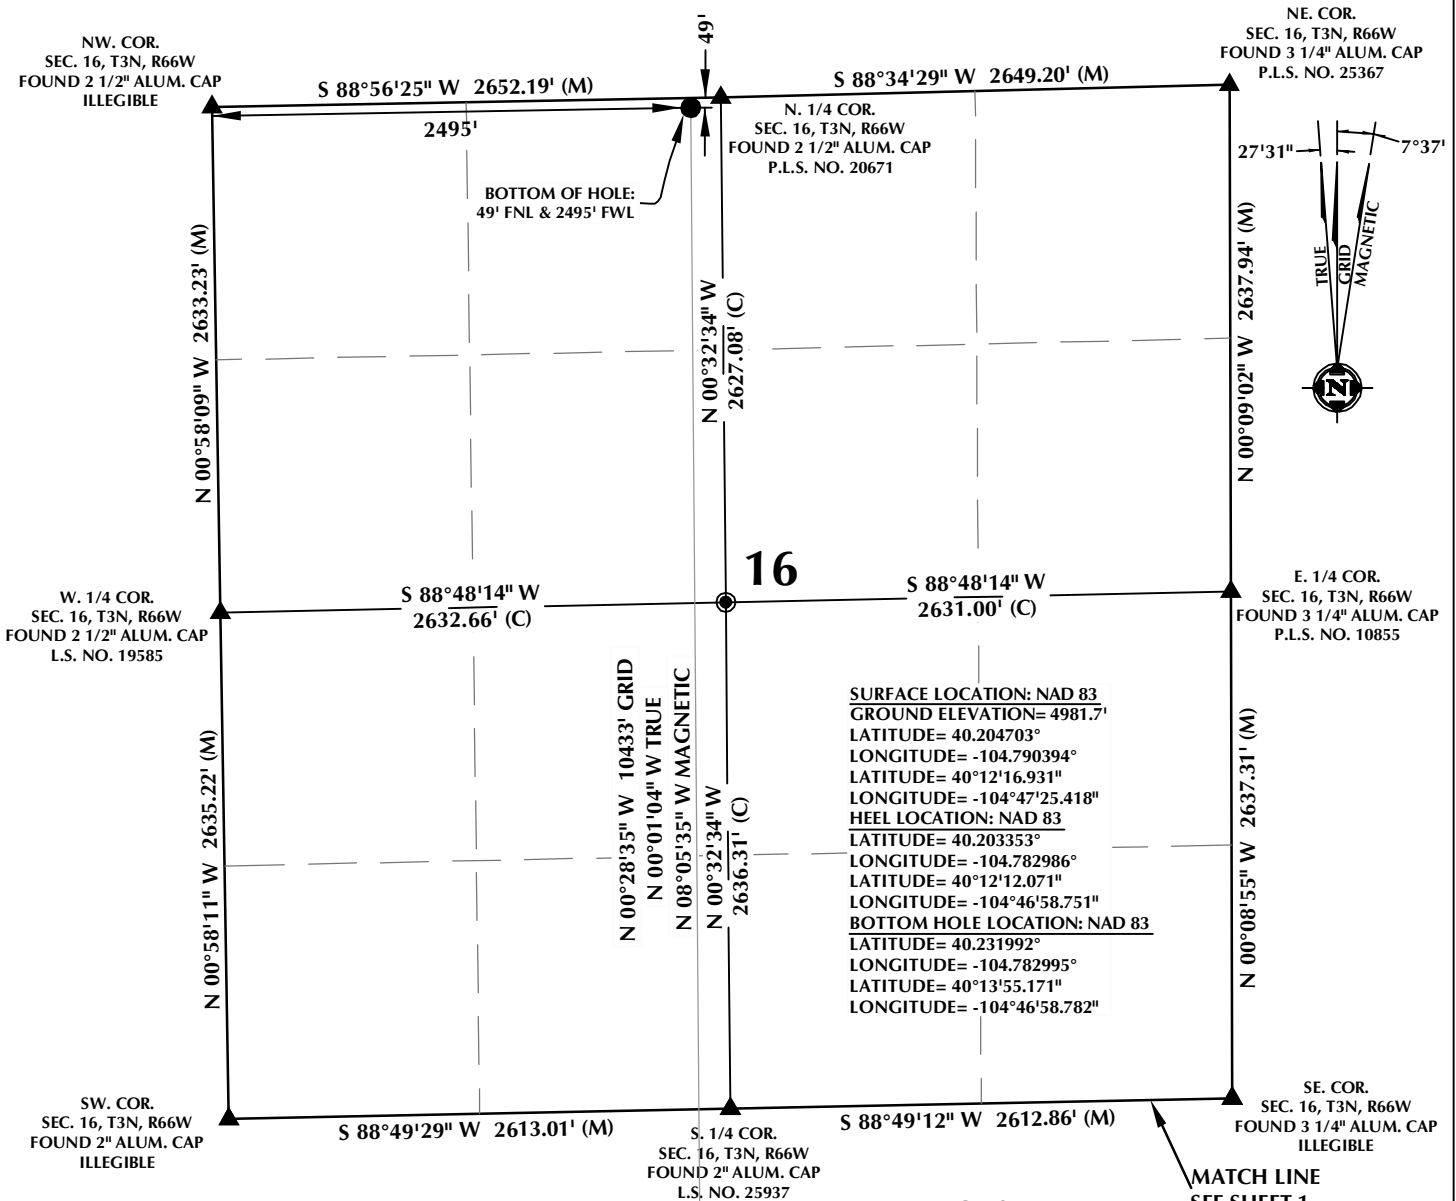 NW. COR.
SEC. 16, T3N, R66W
FOUND 2 1/2" ALUM. CAP
ILLEGIBLE
S 88°56'25" W 2652.19' (M)
2495'
49'
S 88°34'29" W 2649.20' (M)
NE. COR.
SEC. 16, T3N, R66W
FOUND 3 1/4" ALUM. CAP
P.L.S. NO. 25367
N. 1/4 COR.
SEC. 16, T3N, R66W
FOUND 2 1/2" ALUM. CAP
P.L.S. NO. 20671
BOTTOM OF HOLE:
49' FNL & 2495' FWL
27'31"
7°37'
TRUE
GRID
MAGNETIC
N
N 00°58'09" W 2633.23' (M)
N 00°32'34" W
2627.08' (C)
N 00°09'02" W 2637.94' (M)
16
W. 1/4 COR.
SEC. 16, T3N, R66W
FOUND 2 1/2" ALUM. CAP
L.S. NO. 19585
S 88°48'14" W
2632.66' (C)
S 88°48'14" W
2631.00' (C)
E. 1/4 COR.
SEC. 16, T3N, R66W
FOUND 3 1/4" ALUM. CAP
P.L.S. NO. 10855
N 00°58'11" W 2635.22' (M)
N 00°28'35" W 10433' GRID
N 00°01'04" W TRUE
N 08°05'35" W MAGNETIC
N 00°32'34" W
2636.31' (C)
SURFACE LOCATION: NAD 83
GROUND ELEVATION= 4981.7'
LATITUDE= 40.204703°
LONGITUDE= -104.790394°
LATITUDE= 40°12'16.931"
LONGITUDE= -104°47'25.418"
HEEL LOCATION: NAD 83
LATITUDE= 40.203353°
LONGITUDE= -104.782986°
LATITUDE= 40°12'12.071"
LONGITUDE= -104°46'58.751"
BOTTOM HOLE LOCATION: NAD 83
LATITUDE= 40.231992°
LONGITUDE= -104.782995°
LATITUDE= 40°13'55.171"
LONGITUDE= -104°46'58.782"
N 00°08'55" W 2637.31' (M)
SW. COR.
SEC. 16, T3N, R66W
FOUND 2" ALUM. CAP
ILLEGIBLE
S 88°49'29" W 2613.01' (M)
S. 1/4 COR.
SEC. 16, T3N, R66W
FOUND 2" ALUM. CAP
L.S. NO. 25937
S 88°49'12" W 2612.86' (M)
SE. COR.
SEC. 16, T3N, R66W
FOUND 3 1/4" ALUM. CAP
ILLEGIBLE
MATCH LINE
SEE SHEET 1